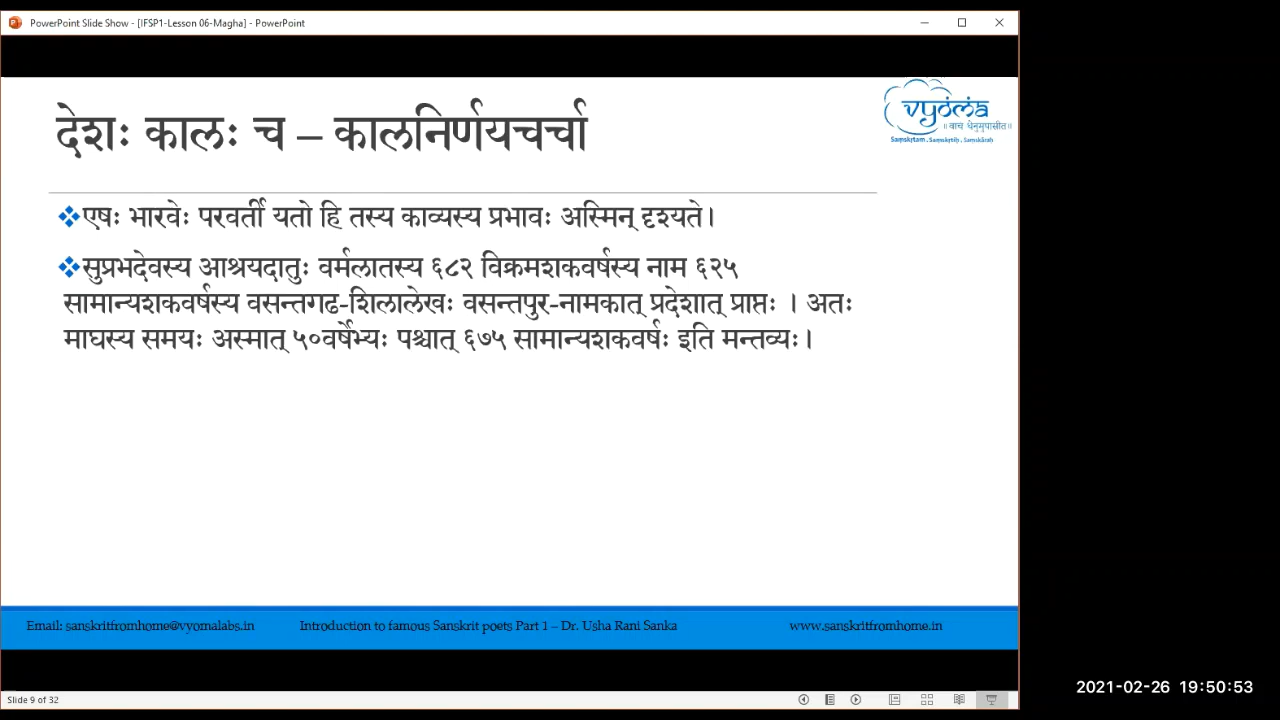 PowerPoint Slide Show - [IFSP1-Lesson 06-Magha] - PowerPoint
vyoma
॥ वाचं धेनुमुपासीत॥
Saṃskṛtam . Saṃskṛtiḥ . Saṃskāraḥ
देशः कालः च – कालनिर्णयचर्चा
एषः भारवेः परवर्ती यतो हि तस्य काव्यस्य प्रभावः अस्मिन् दृश्यते।
सुप्रभदेवस्य आश्रयदातुः वर्मलातस्य ६८२ विक्रमशकवर्षस्य नाम ६२५
सामान्यशकवर्षस्य वसन्तगढ-शिलालेखः वसन्तपुर-नामकात् प्रदेशात् प्राप्तः । अतः
माघस्य समयः अस्मात् ५०वर्षेभ्यः पश्चात् ६७५ सामान्यशकवर्षः इति मन्तव्यः।
Email: sanskritfromhome@vyomalabs.in Introduction to famous Sanskrit poets Part 1 – Dr. Usha Rani Sanka www.sanskritfromhome.in
Slide 9 of 32
2021-02-26 19:50:53